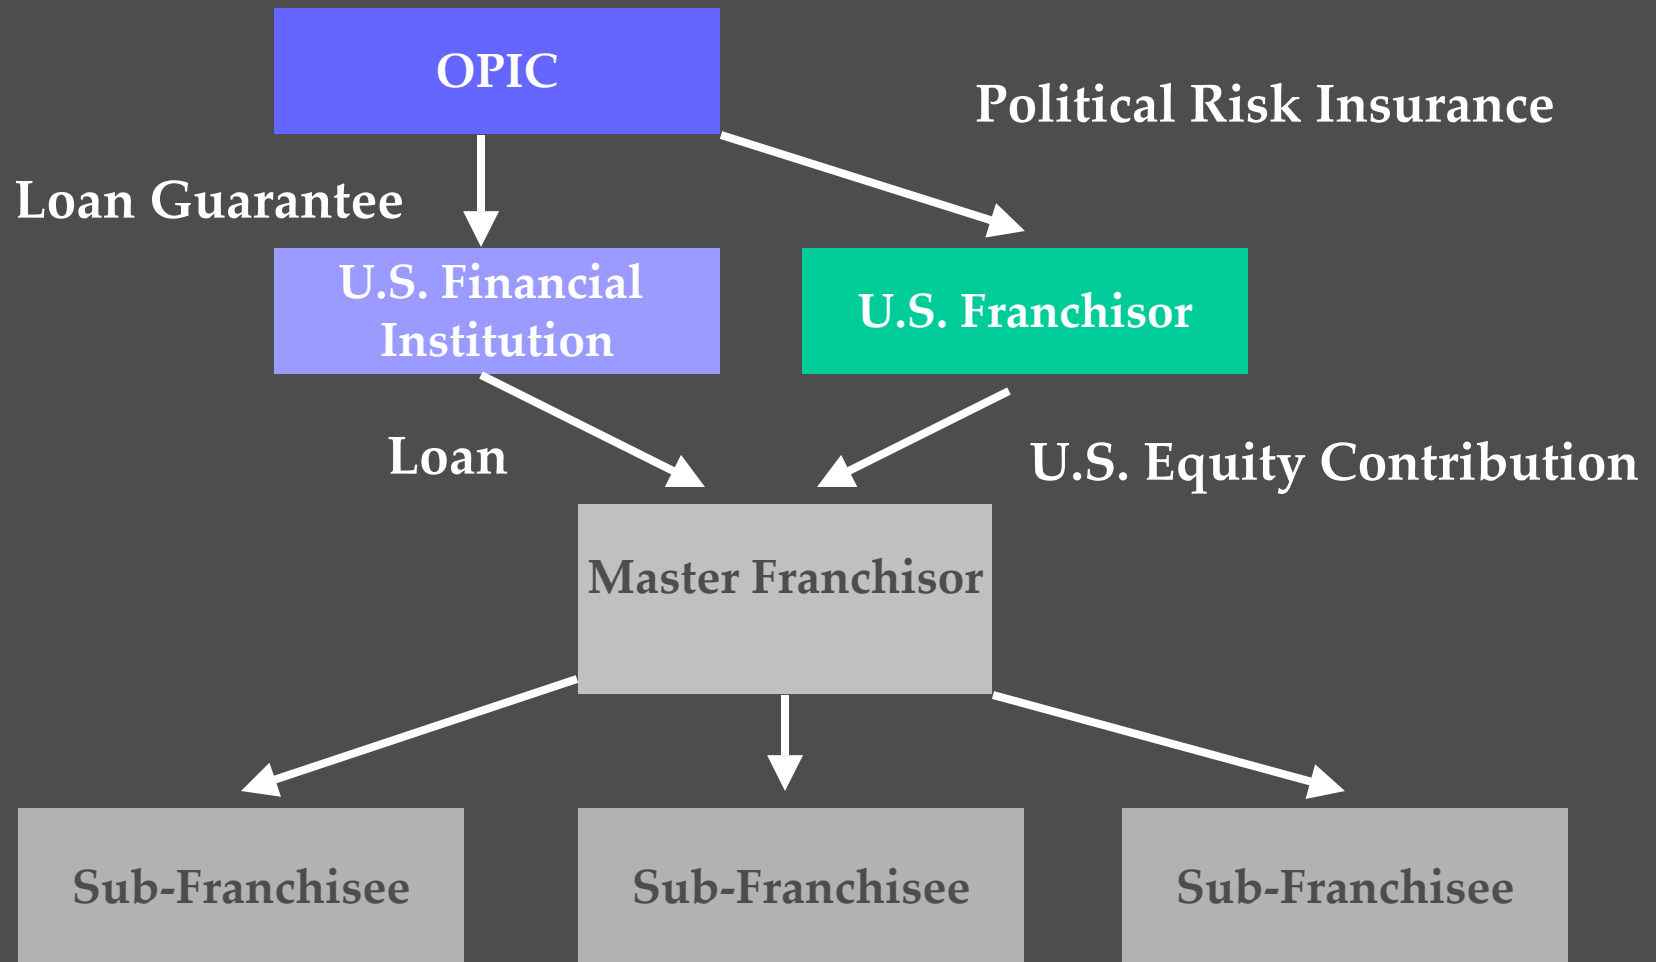 OPIC
Political Risk Insurance
Loan Guarantee
U.S. Financial
Institution
U.S. Franchisor
Loan
U.S. Equity Contribution
Master Franchisor
Sub-Franchisee
Sub-Franchisee
Sub-Franchisee